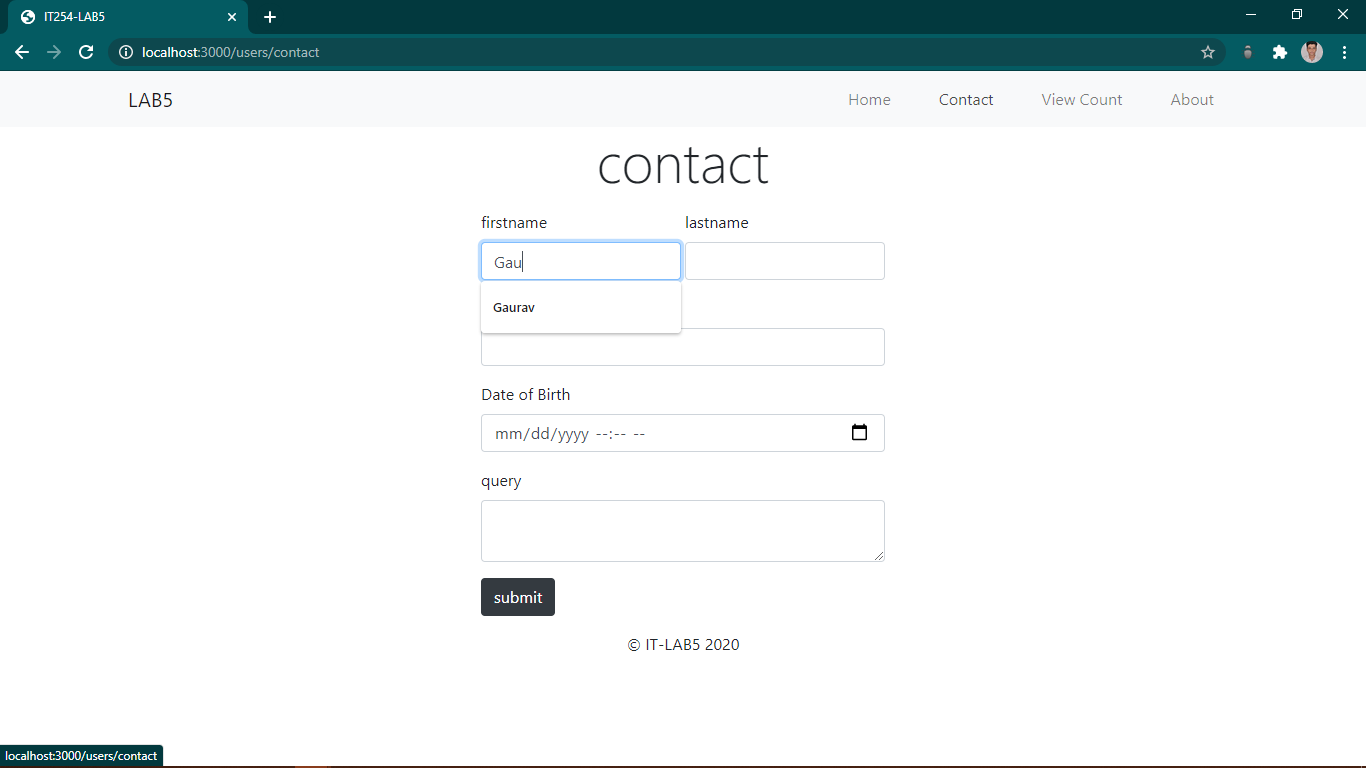 IT254-LAB5
localhost:3000/users/contact
LAB5
Home Contact View Count About
contact
firstname lastname
Gau
Gaurav
Date of Birth
mm/dd/yyyy --:-- --
query
submit
© IT-LAB5 2020
localhost:3000/users/contact